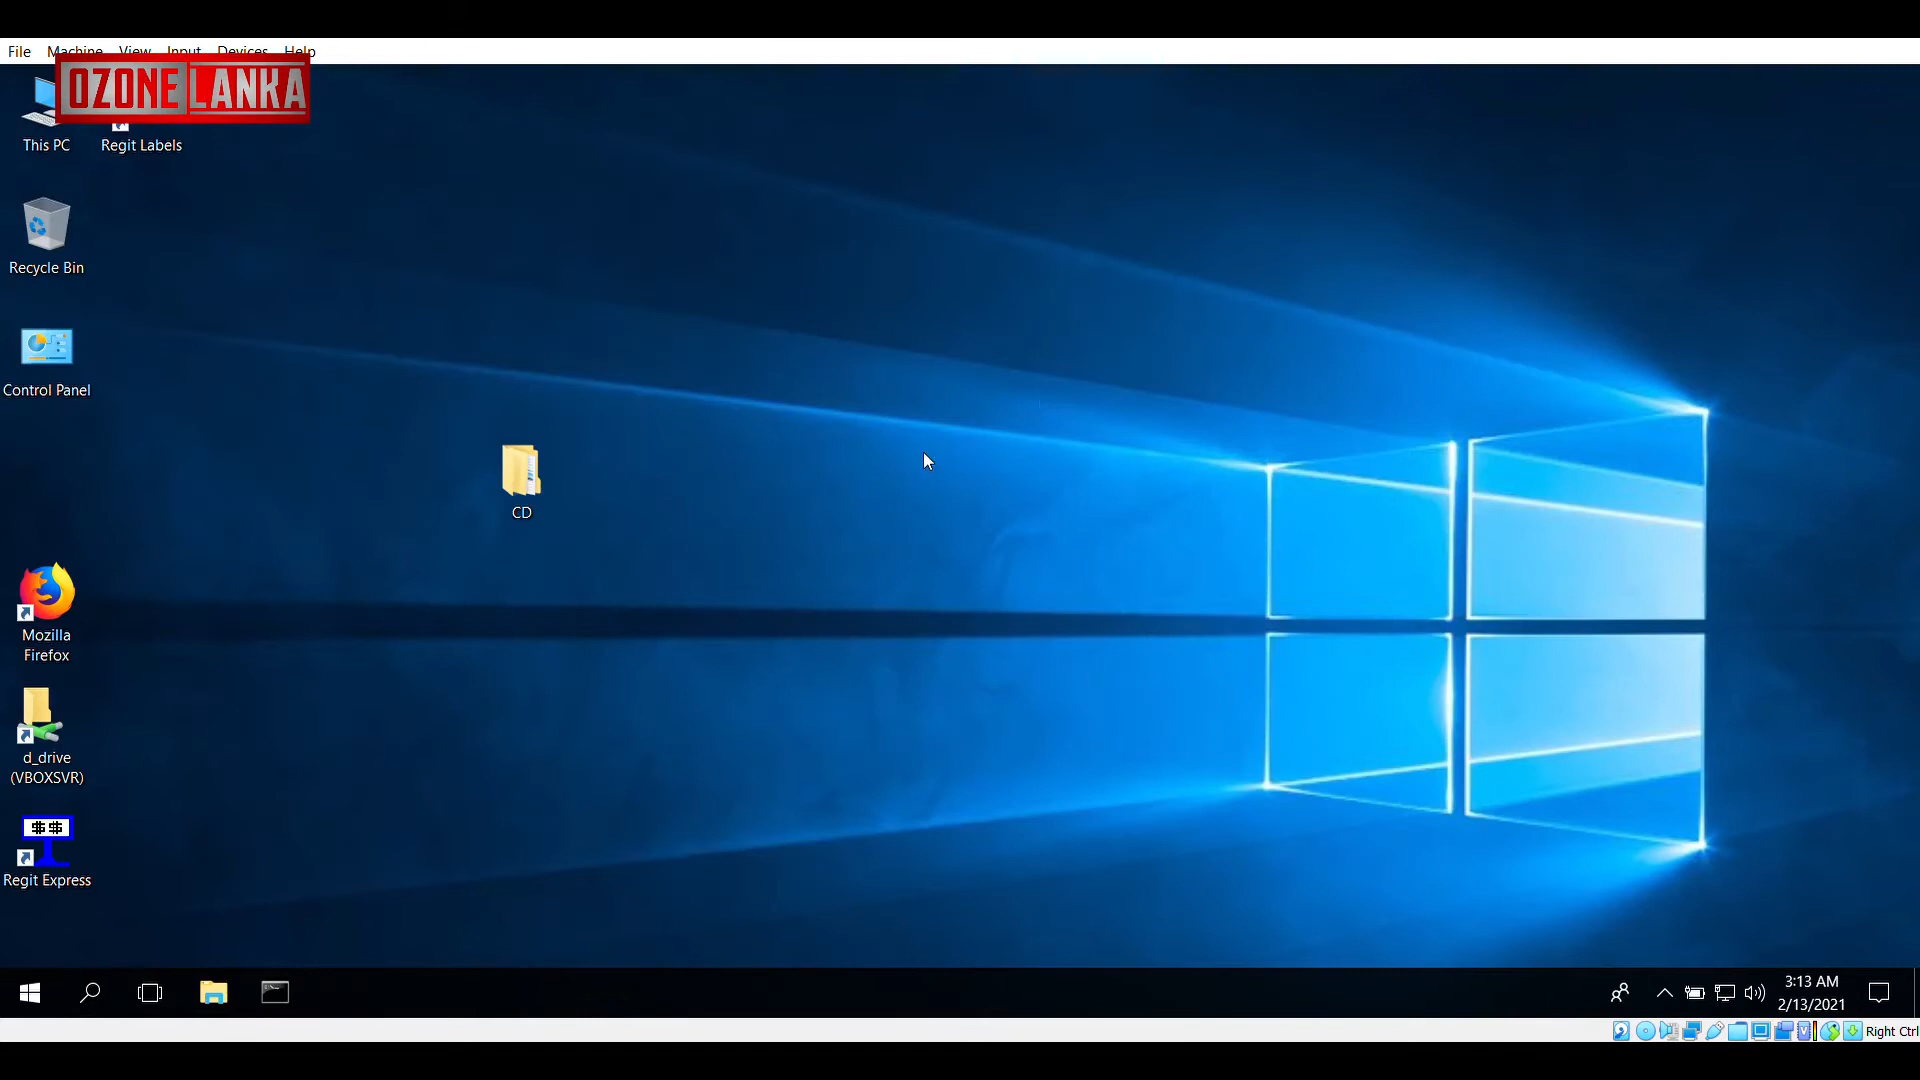 File Machine View Input Devices Help
OZONE LANKA
This PC
Regit Labels
Recycle Bin
Control Panel
CD
Mozilla
Firefox
d_drive
(VBOXSVR)
$$
Regit Express
3:13 AM
2/13/2021
Right Ctrl